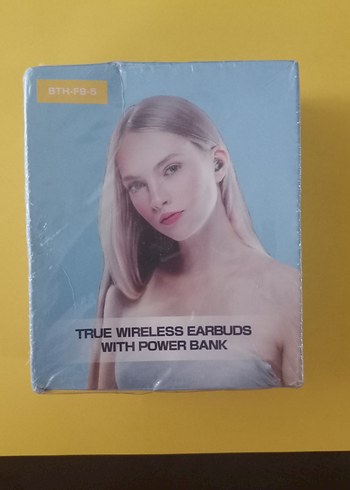 BTH-F9-5
TRUE WIRELESS EARBUDS
WITH POWER BANK